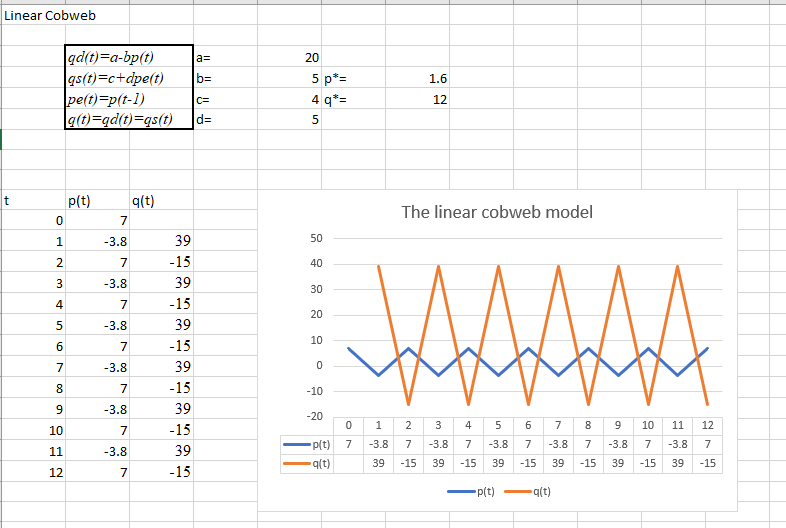 Linear Cobweb
qd(t)=a-bp(t) a= 20
qs(t)=c+dpe(t) b= 5 p*= 1.6
pe(t)=p(t-1) c= 4 q*= 12
q(t)=qd(t)=qs(t) d= 5
t p(t) q(t)
0 7
1 -3.8 39
2 7 -15
3 -3.8 39
4 7 -15
5 -3.8 39
6 7 -15
7 -3.8 39
8 7 -15
9 -3.8 39
10 7 -15
11 -3.8 39
12 7 -15
The linear cobweb model
50
40
30
20
10
0
-10
-20
0 1 2 3 4 5 6 7 8 9 10 11 12
p(t) 7 -3.8 7 -3.8 7 -3.8 7 -3.8 7 -3.8 7 -3.8 7
q(t) 39 -15 39 -15 39 -15 39 -15 39 -15 39 -15
p(t) q(t)